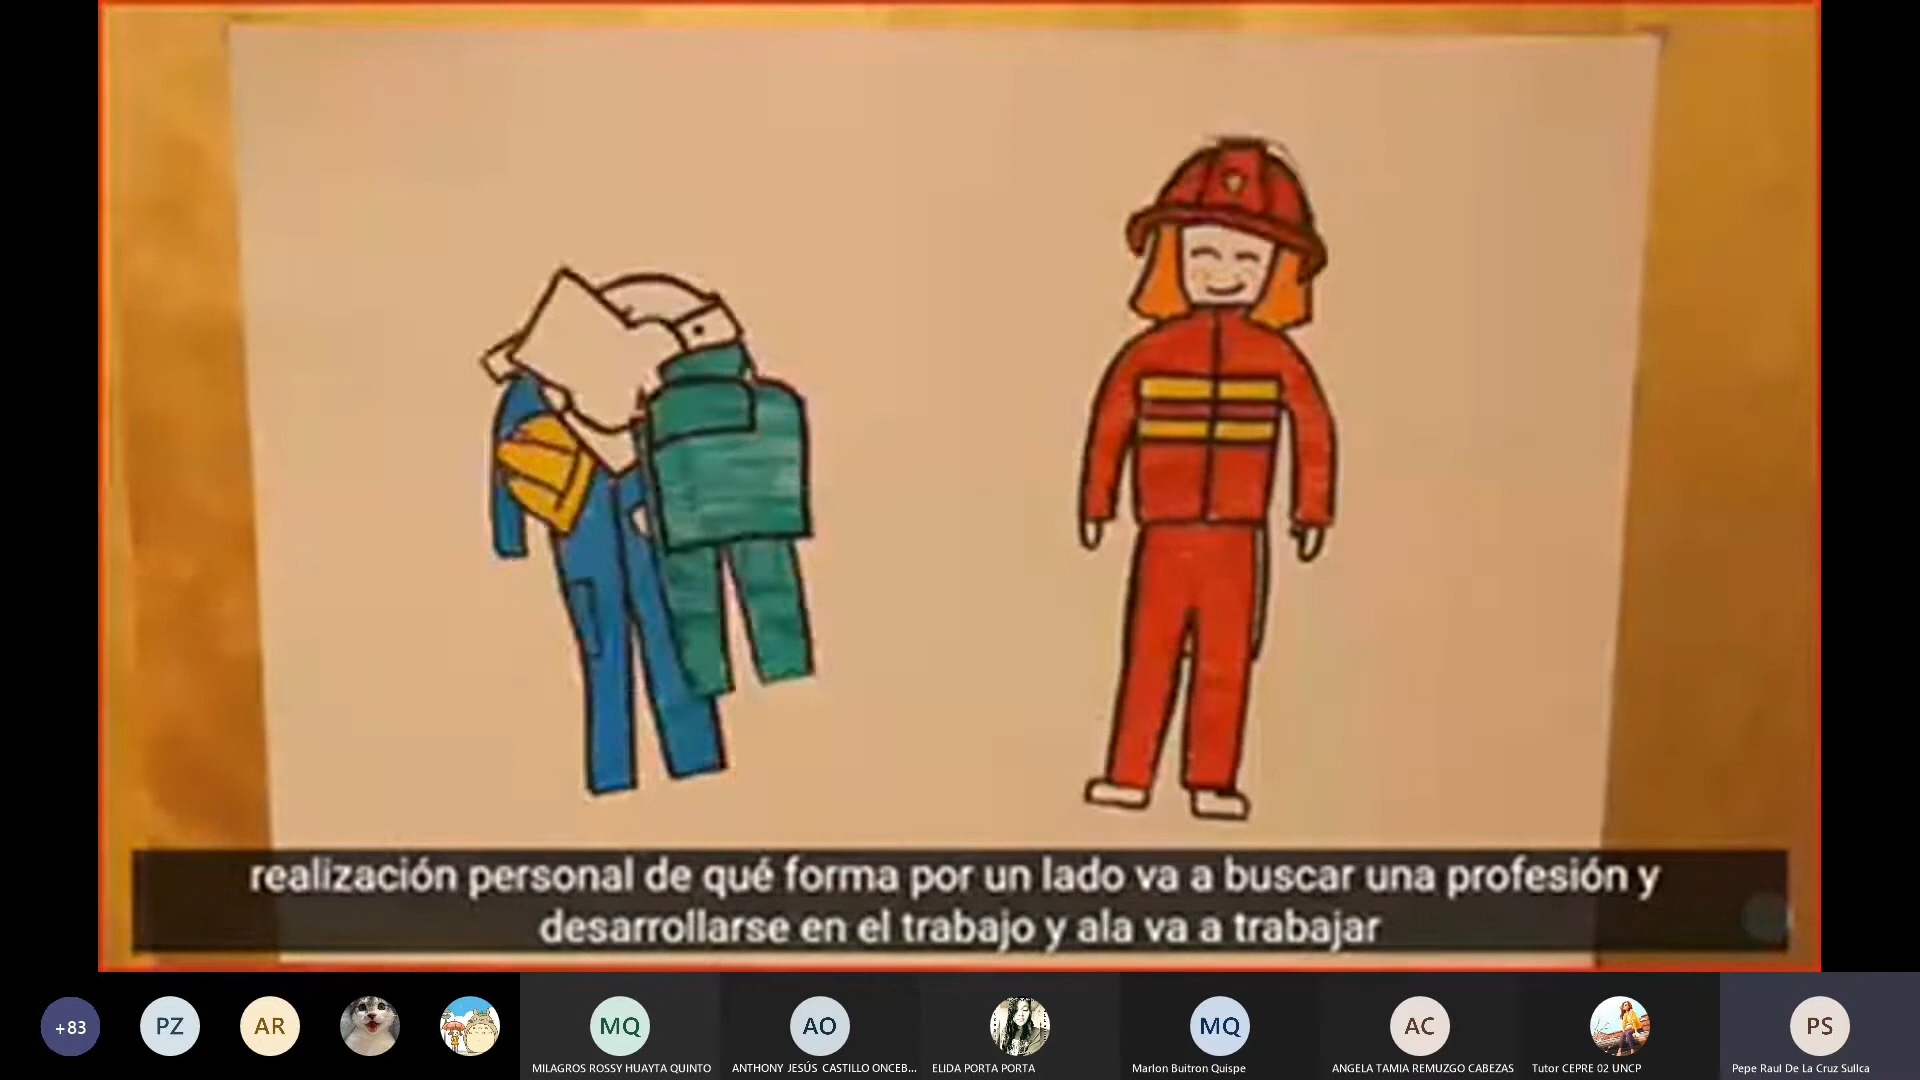 realización personal de qué forma por un lado va a buscar una profesión y
desarrollarse en el trabajo y ala va a trabajar
+83
PZ
AR
MQ
AO
MQ
AC
PS
MILAGROS ROSSY HUAYTA QUINTO
ANTHONY JESÚS CASTILLO ONCEB...
ELIDA PORTA PORTA
Marlon Buitron Quispe
ANGELA TAMIA REMUZGO CABEZAS
Tutor CEPRE 02 UNCP
Pepe Raul De La Cruz Sullca